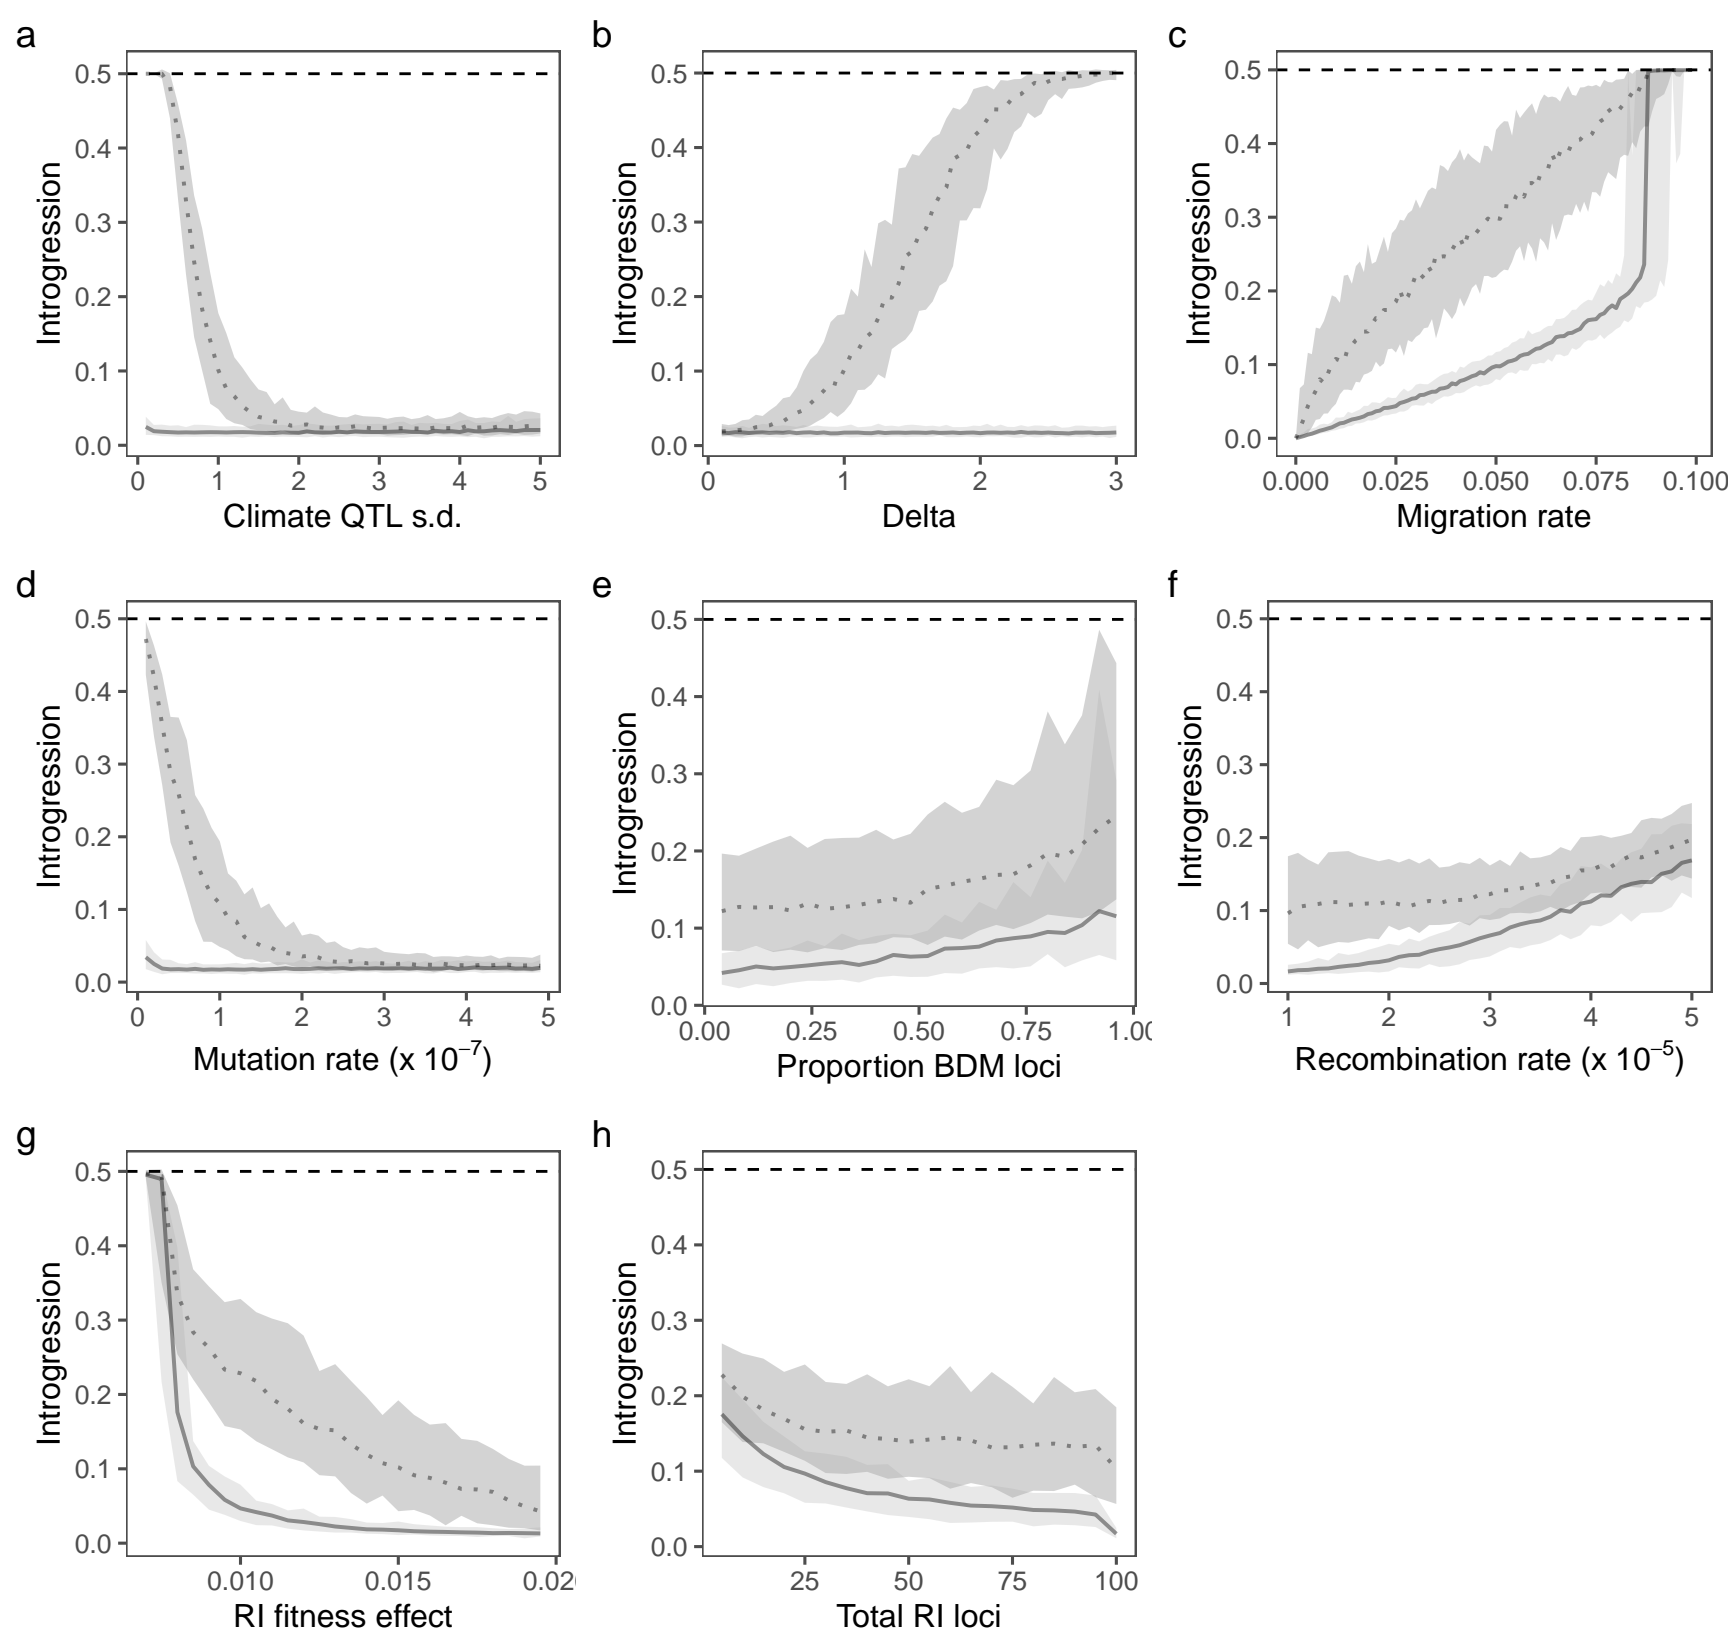 a
0.5
0.4
0.3
0.2
0.1
0.0
Introgression
0 1 2 3 4 5
Climate QTL s.d.
b
0.5
0.4
0.3
0.2
0.1
0.0
Introgression
0 1 2 3
Delta
c
0.5
0.4
0.3
0.2
0.1
0.0
Introgression
0.000 0.025 0.050 0.075 0.100
Migration rate
d
0.5
0.4
0.3
0.2
0.1
0.0
Introgression
0 1 2 3 4 5
Mutation rate (x 10⁻⁷)
e
0.5
0.4
0.3
0.2
0.1
0.0
Introgression
0.00 0.25 0.50 0.75 1.00
Proportion BDM loci
f
0.5
0.4
0.3
0.2
0.1
0.0
Introgression
1 2 3 4 5
Recombination rate (x 10⁻⁵)
g
0.5
0.4
0.3
0.2
0.1
0.0
Introgression
0.010 0.015 0.02
RI fitness effect
h
0.5
0.4
0.3
0.2
0.1
0.0
Introgression
25 50 75 100
Total RI loci